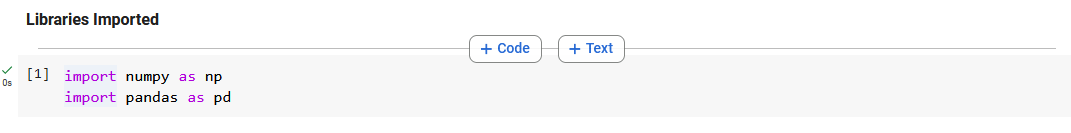 Libraries Imported
+ Code + Text
✓
0s
[1] import numpy as np
import pandas as pd